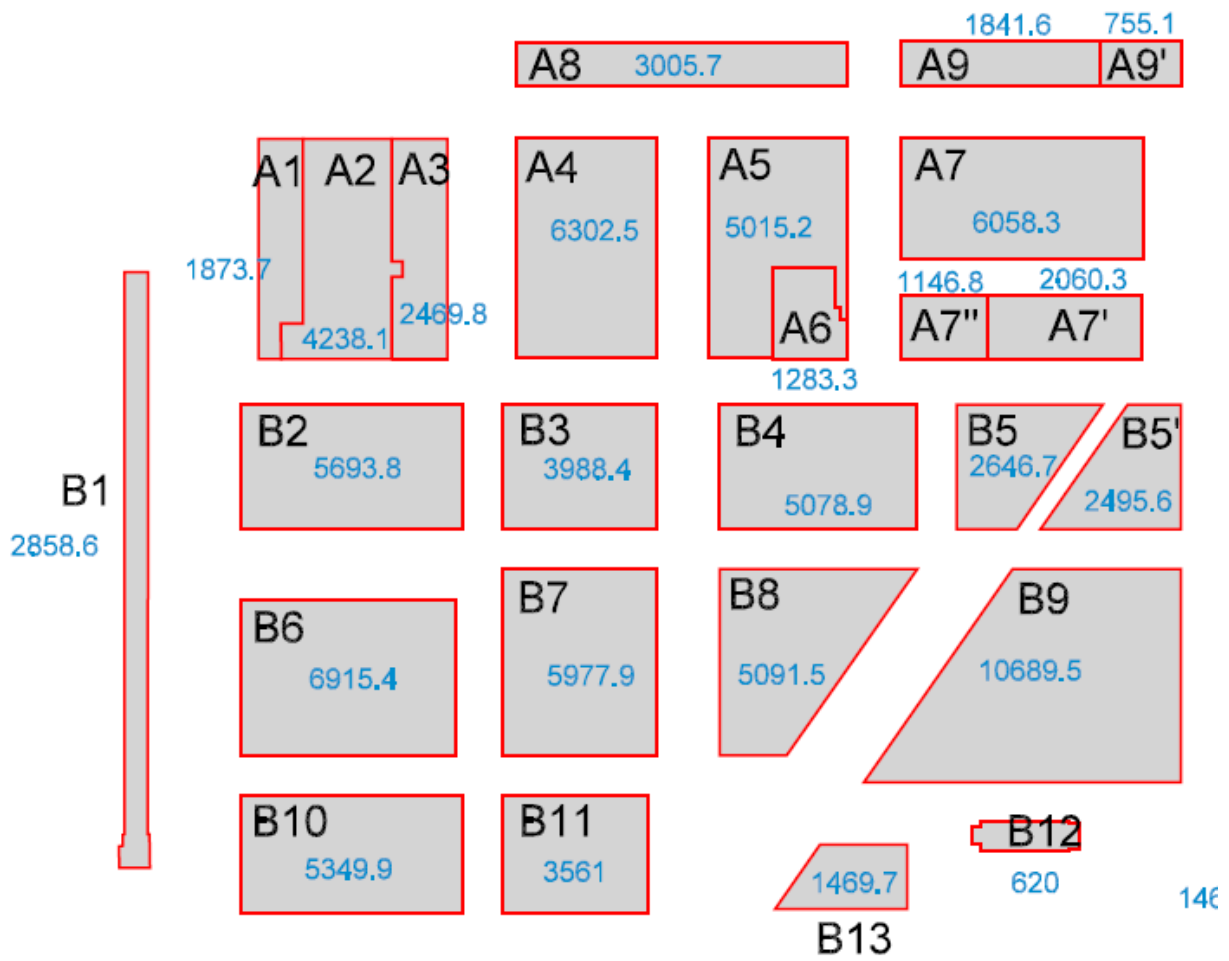 1841.6 755.1
A8 3005.7 A9 A9'
A1 A2 A3 A4 A5 A7
6302.5 5015.2 6058.3
1873.7 1146.8 2060.3
4238.1 2469.8 A6 A7" A7'
1283.3
B2 B3 B4 B5 B5'
5693.8 3988.4 2646.7
B1 5078.9 2495.6
2858.6
B6 B7 B8 B9
6915.4 5977.9 5091.5 10689.5
B10 B11 B12
5349.9 3561 1469.7 620 146
B13